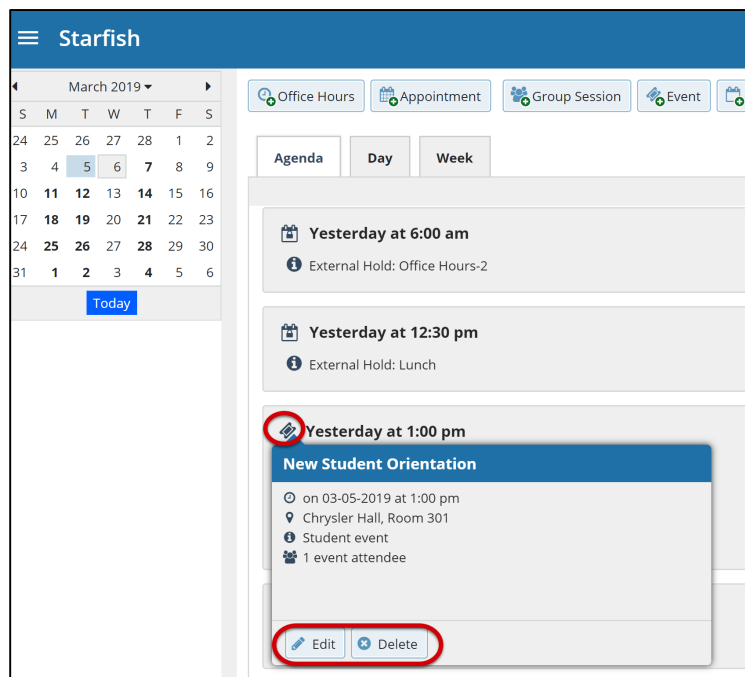 Starfish
March 2019
S M T W T F S
24 25 26 27 28 1 2
3 4 5 6 7 8 9
10 11 12 13 14 15 16
17 18 19 20 21 22 23
24 25 26 27 28 29 30
31 1 2 3 4 5 6
Today
Office Hours Appointment Group Session Event
Agenda Day Week
Yesterday at 6:00 am
External Hold: Office Hours-2
Yesterday at 12:30 pm
External Hold: Lunch
Yesterday at 1:00 pm
New Student Orientation
on 03-05-2019 at 1:00 pm
Chrysler Hall, Room 301
Student event
1 event attendee
Edit Delete